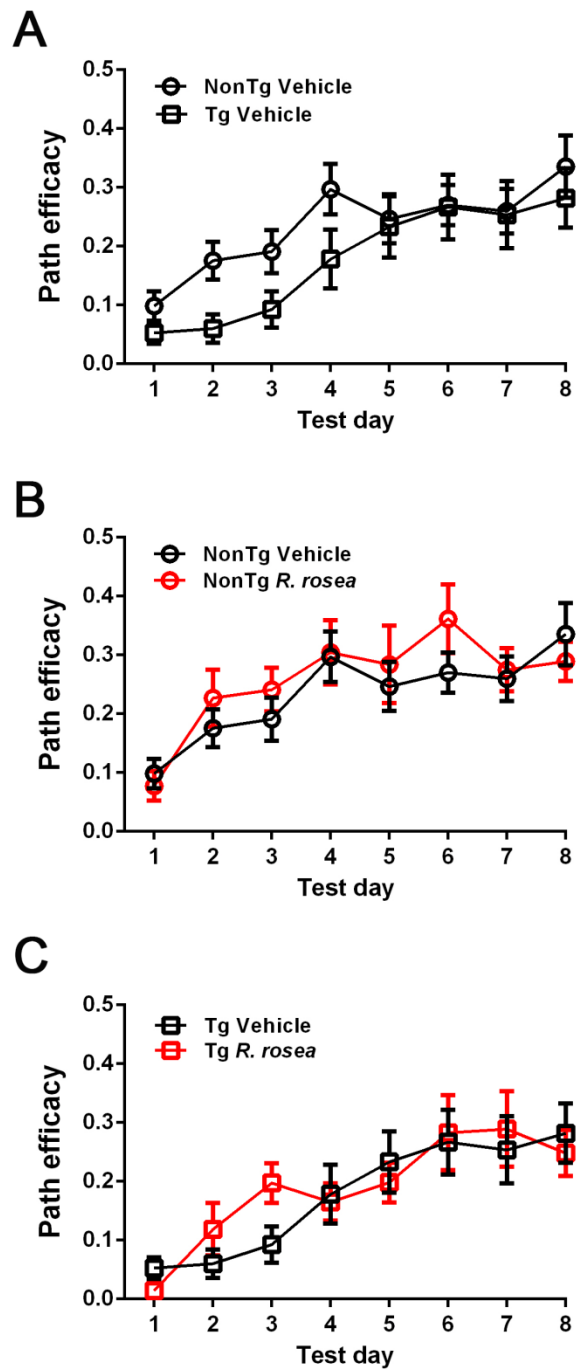 A
0.5
0.4
0.3
0.2
0.1
0.0
Path efficacy
NonTg Vehicle
Tg Vehicle
1 2 3 4 5 6 7 8
Test day
B
0.5
0.4
0.3
0.2
0.1
0.0
Path efficacy
NonTg Vehicle
NonTg R. rosea
1 2 3 4 5 6 7 8
Test day
C
0.5
0.4
0.3
0.2
0.1
0.0
Path efficacy
Tg Vehicle
Tg R. rosea
1 2 3 4 5 6 7 8
Test day